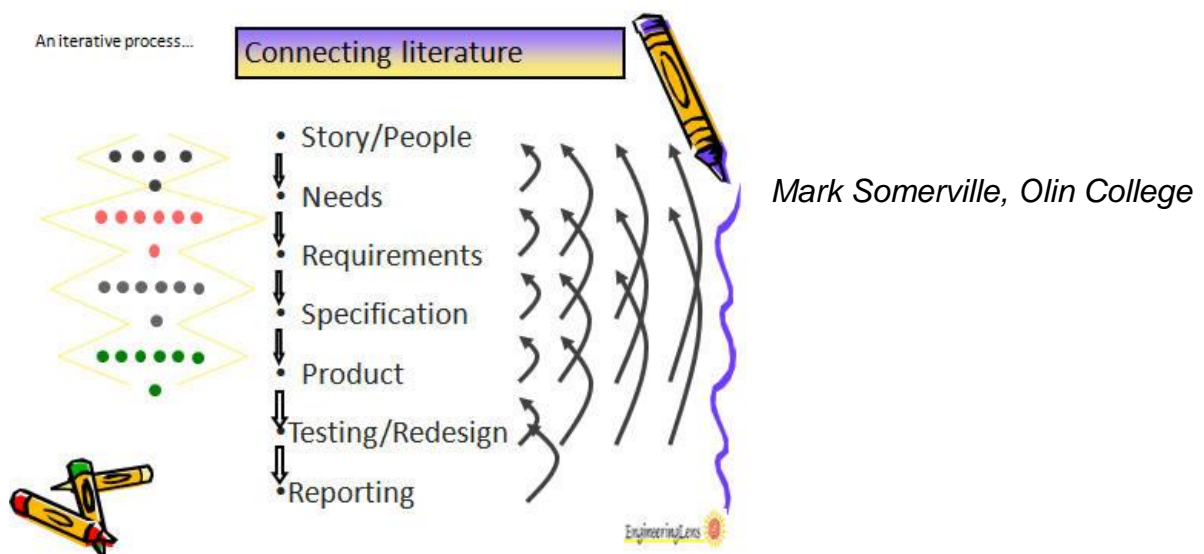 An iterative process...
Connecting literature
• Story/People
• Needs
• Requirements
• Specification
• Product
• Testing/Redesign
• Reporting
Mark Somerville, Olin College
EngineeringLens